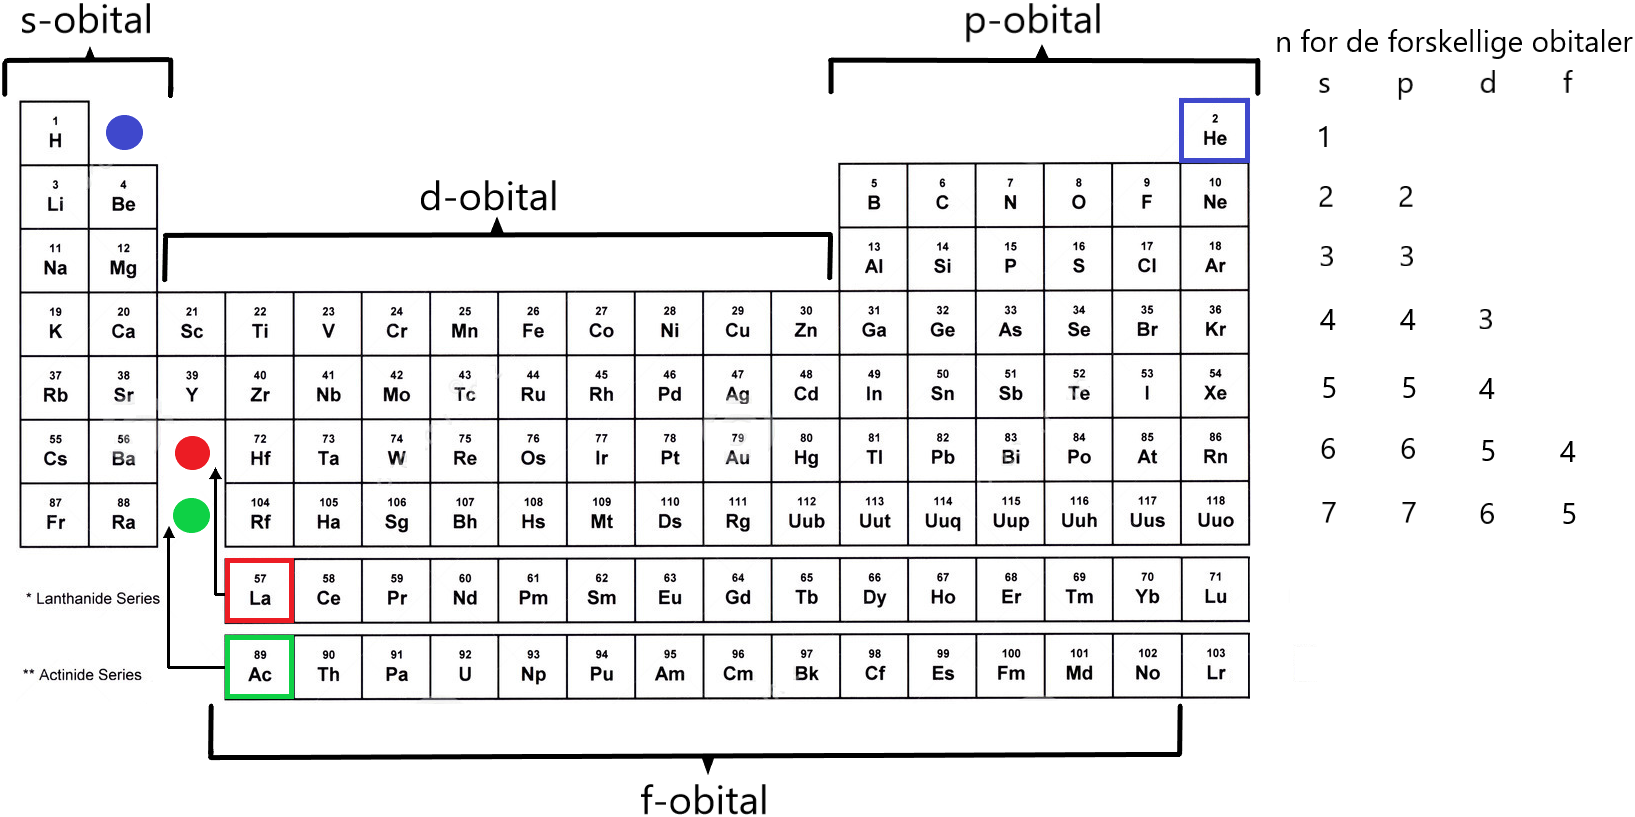 s-obital
p-obital
n for de forskellige obitaler
s p d f
1 2
H He
1
d-obital
3 4 5 6 7 8 9 10
Li Be B C N O F Ne
2 2
11 12 13 14 15 16 17 18
Na Mg Al Si P S Cl Ar
3 3
19 20 21 22 23 24 25 26 27 28 29 30 31 32 33 34 35 36
K Ca Sc Ti V Cr Mn Fe Co Ni Cu Zn Ga Ge As Se Br Kr
4 4 3
37 38 39 40 41 42 43 44 45 46 47 48 49 50 51 52 53 54
Rb Sr Y Zr Nb Mo Tc Ru Rh Pd Ag Cd In Sn Sb Te I Xe
5 5 4
55 56 72 73 74 75 76 77 78 79 80 81 82 83 84 85 86
Cs Ba Hf Ta W Re Os Ir Pt Au Hg Tl Pb Bi Po At Rn
6 6 5 4
87 88 104 105 106 107 108 109 110 111 112 113 114 115 116 117 118
Fr Ra Rf Ha Sg Bh Hs Mt Ds Rg Uub Uut Uuq Uup Uuh Uus Uuo
7 7 6 5
57 58 59 60 61 62 63 64 65 66 67 68 69 70 71
* Lanthanide Series La Ce Pr Nd Pm Sm Eu Gd Tb Dy Ho Er Tm Yb Lu
89 90 91 92 93 94 95 96 97 98 99 100 101 102 103
** Actinide Series Ac Th Pa U Np Pu Am Cm Bk Cf Es Fm Md No Lr
f-obital